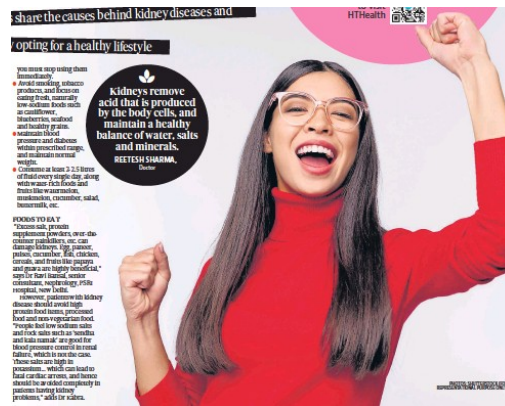 s share the causes behind kidney diseases and
y opting for a healthy lifestyle
to visit
HTHealth
you must stop using them
immediately.
Avoid smoking, tobacco
products, and focus on
eating fresh, naturally
low-sodium foods such
as cauliflower,
blueberries, seafood
and healthy grains.
Maintain blood
pressure and diabetes
within prescribed range,
and maintain normal
weight.
Consume at least 2-2.5 litres
of fluid every single day, along
with water-rich foods and
fruits like watermelon,
muskmelon, cucumber, salad,
buttermilk, etc.
Kidneys remove
acid that is produced
by the body cells, and
maintain a healthy
balance of water, salts
and minerals.
REETESH SHARMA,
Doctor
FOODS TO EAT
"Excess salt, protein
supplement powders, over-the-
counter painkillers, etc. can
damage kidneys. Egg, paneer,
pulses, cucumber, fish, chicken,
cereals, and fruits like papaya
and guava are highly beneficial,"
says Dr Ravi Bansal, senior
consultant, Nephrology, PSRI
Hospital, New Delhi.
However, patients with kidney
disease should avoid high
protein food items, processed
food and non-vegetarian food.
"People feel low sodium salts
and rock salts such as 'sendha
and kala namak' are good for
blood pressure control in renal
failure, which is not the case.
These salts are high in
potassium... which can lead to
fatal cardiac arrests, and hence
should be avoided completely in
patients having kidney
problems," adds Dr Kabra.